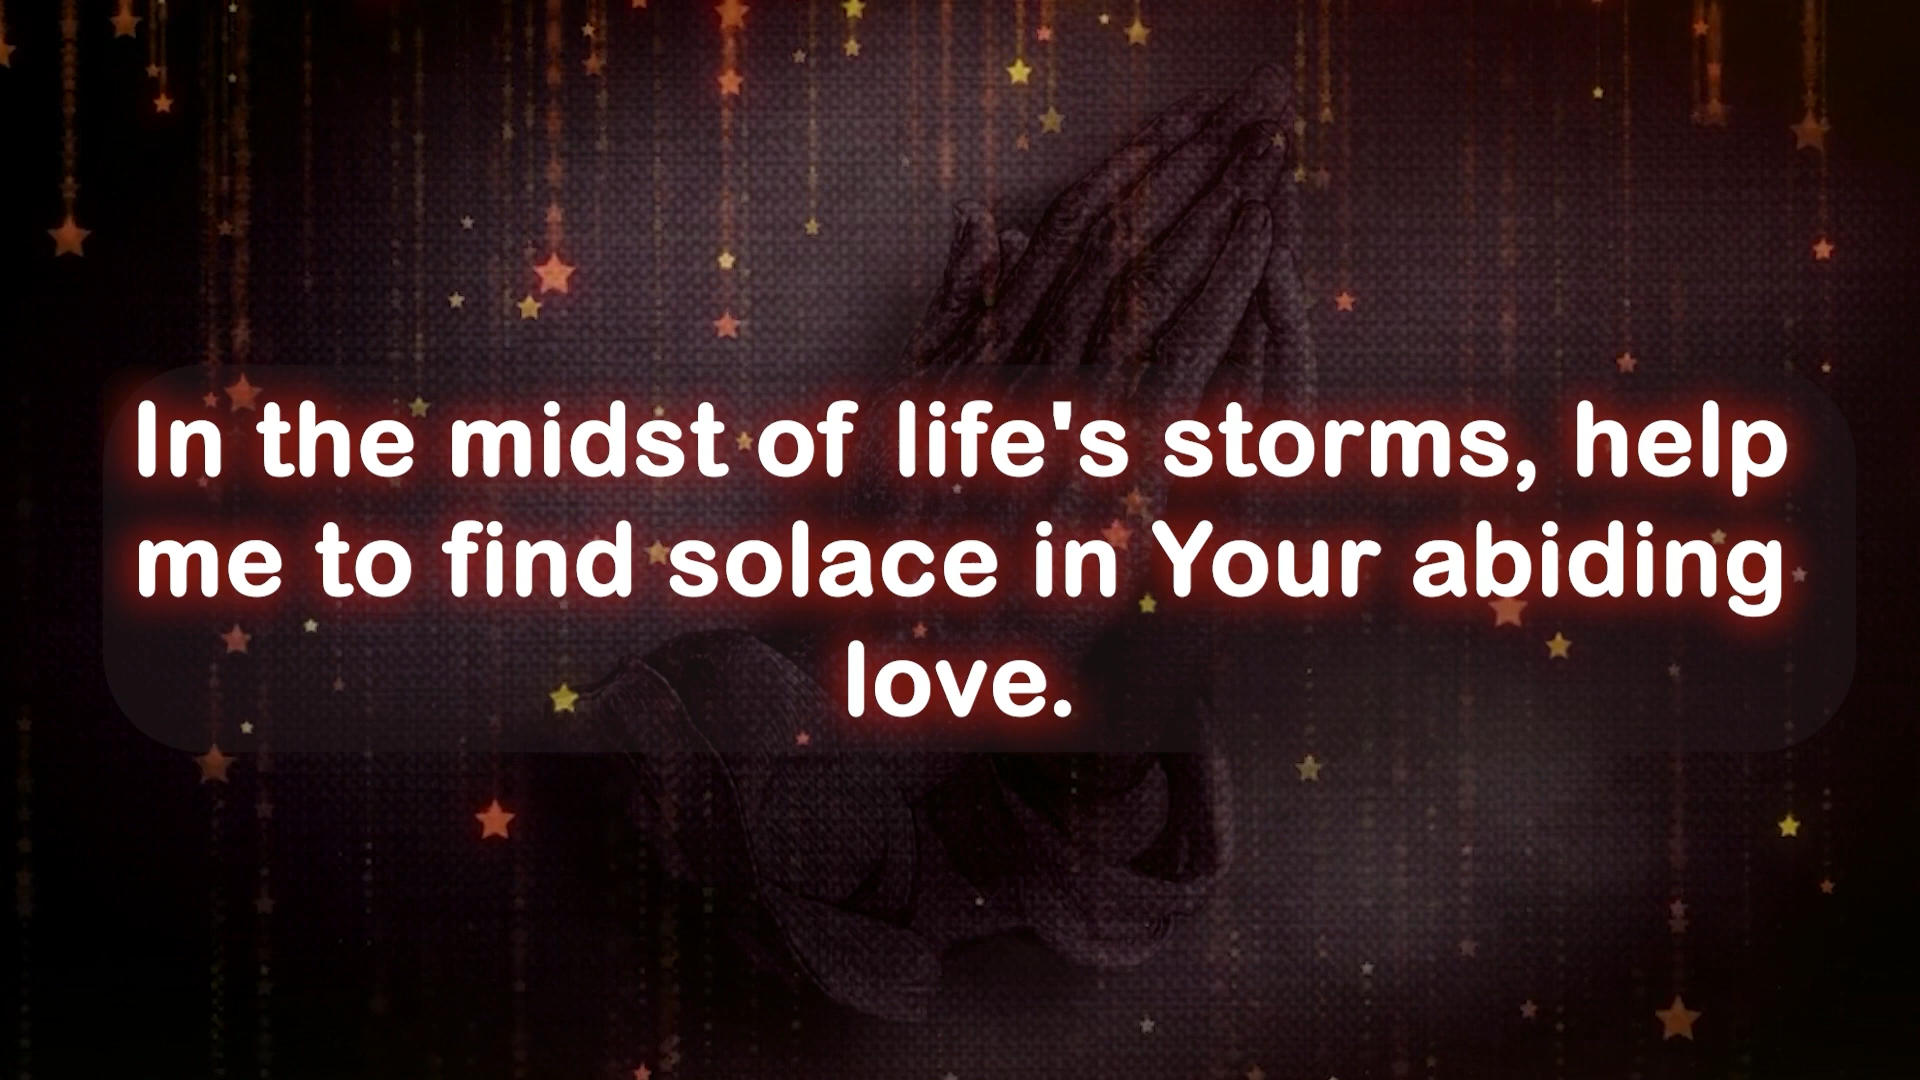 In the midst of life's storms, help
me to find solace in Your abiding
love.